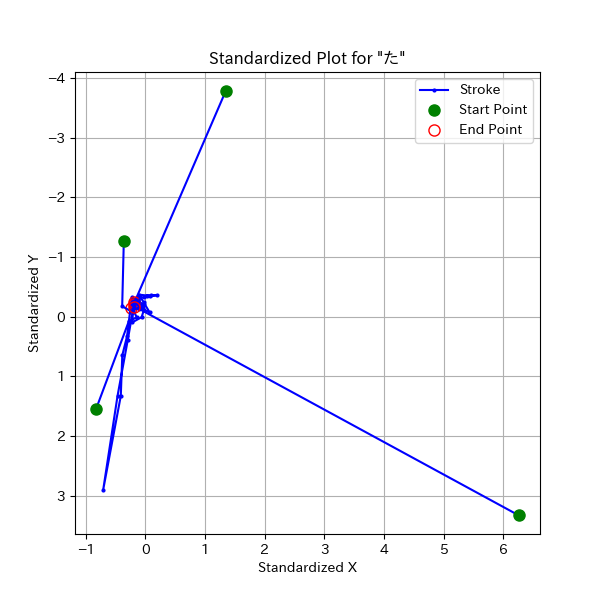 Standardized Plot for "た"
Stroke
Start Point
End Point
Standardized Y
−4
−3
−2
−1
0
1
2
3
−1 0 1 2 3 4 5 6
Standardized X